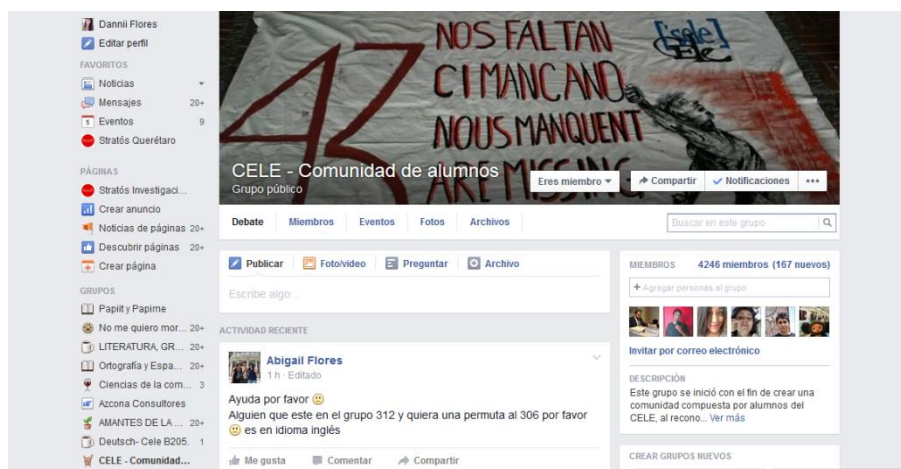 Dannii Flores
Editar perfil
FAVORITOS
Noticias
Mensajes 20+
Eventos 9
Stratós Querétaro
PÁGINAS
Stratós Investigaci...
Crear anuncio
Noticias de páginas 20+
Descubrir páginas 20+
Crear página
GRUPOS
Papiit y Papime
No me quiero mor... 20+
LITERATURA, GR... 20+
Ortografía y Espa... 20+
Ciencias de la com... 3
Azcona Consultores
AMANTES DE LA ... 20+
Deutsch- Cele B205. 1
CELE - Comunidad...
43
NOS FALTAN
CI MANCANO
NOUS MANQUENT
ARE MISSING
[sele]
Ele
CELE - Comunidad de alumnos
Grupo público
Eres miembro
Compartir
Notificaciones
Debate Miembros Eventos Fotos Archivos
Buscar en este grupo
Publicar Foto/video Preguntar Archivo
Escribe algo...
ACTIVIDAD RECIENTE
Abigail Flores
1 h · Editado
Ayuda por favor
Alguien que este en el grupo 312 y quiera una permuta al 306 por favor
es en idioma inglés
Me gusta Comentar Compartir
MIEMBROS 4246 miembros (167 nuevos)
+ Agregar personas al grupo
Invitar por correo electrónico
DESCRIPCIÓN
Este grupo se inició con el fin de crear una
comunidad compuesta por alumnos del
CELE, al recono... Ver más
CREAR GRUPOS NUEVOS